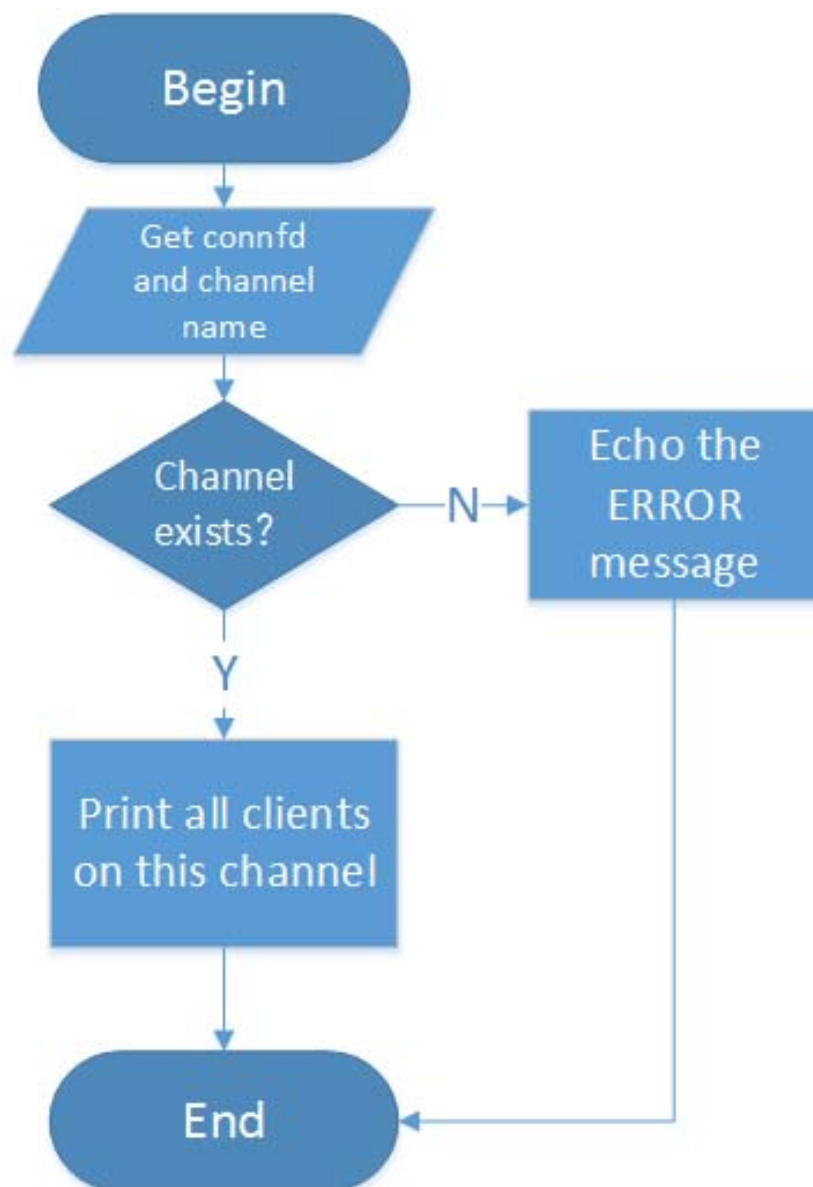 Begin
Get connfd
and channel
name
Channel
exists?
N
Echo the
ERROR
message
Y
Print all clients
on this channel
End